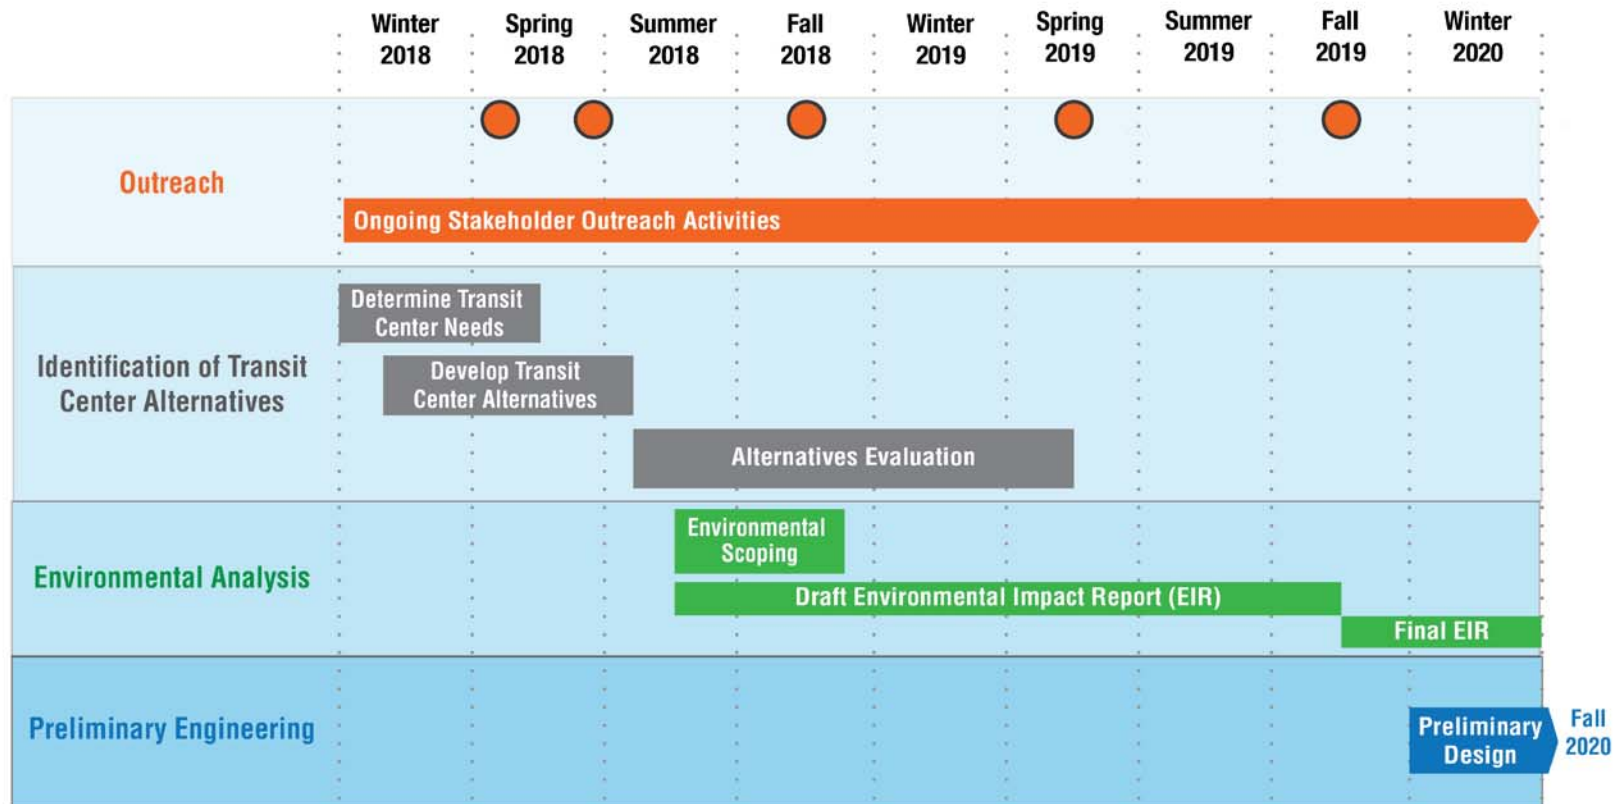 Winter 2018
Spring 2018
Summer 2018
Fall 2018
Winter 2019
Spring 2019
Summer 2019
Fall 2019
Winter 2020
Outreach
Ongoing Stakeholder Outreach Activities
Identification of Transit
Center Alternatives
Determine Transit
Center Needs
Develop Transit
Center Alternatives
Alternatives Evaluation
Environmental Analysis
Environmental
Scoping
Draft Environmental Impact Report (EIR)
Final EIR
Preliminary Engineering
Preliminary
Design
Fall
2020